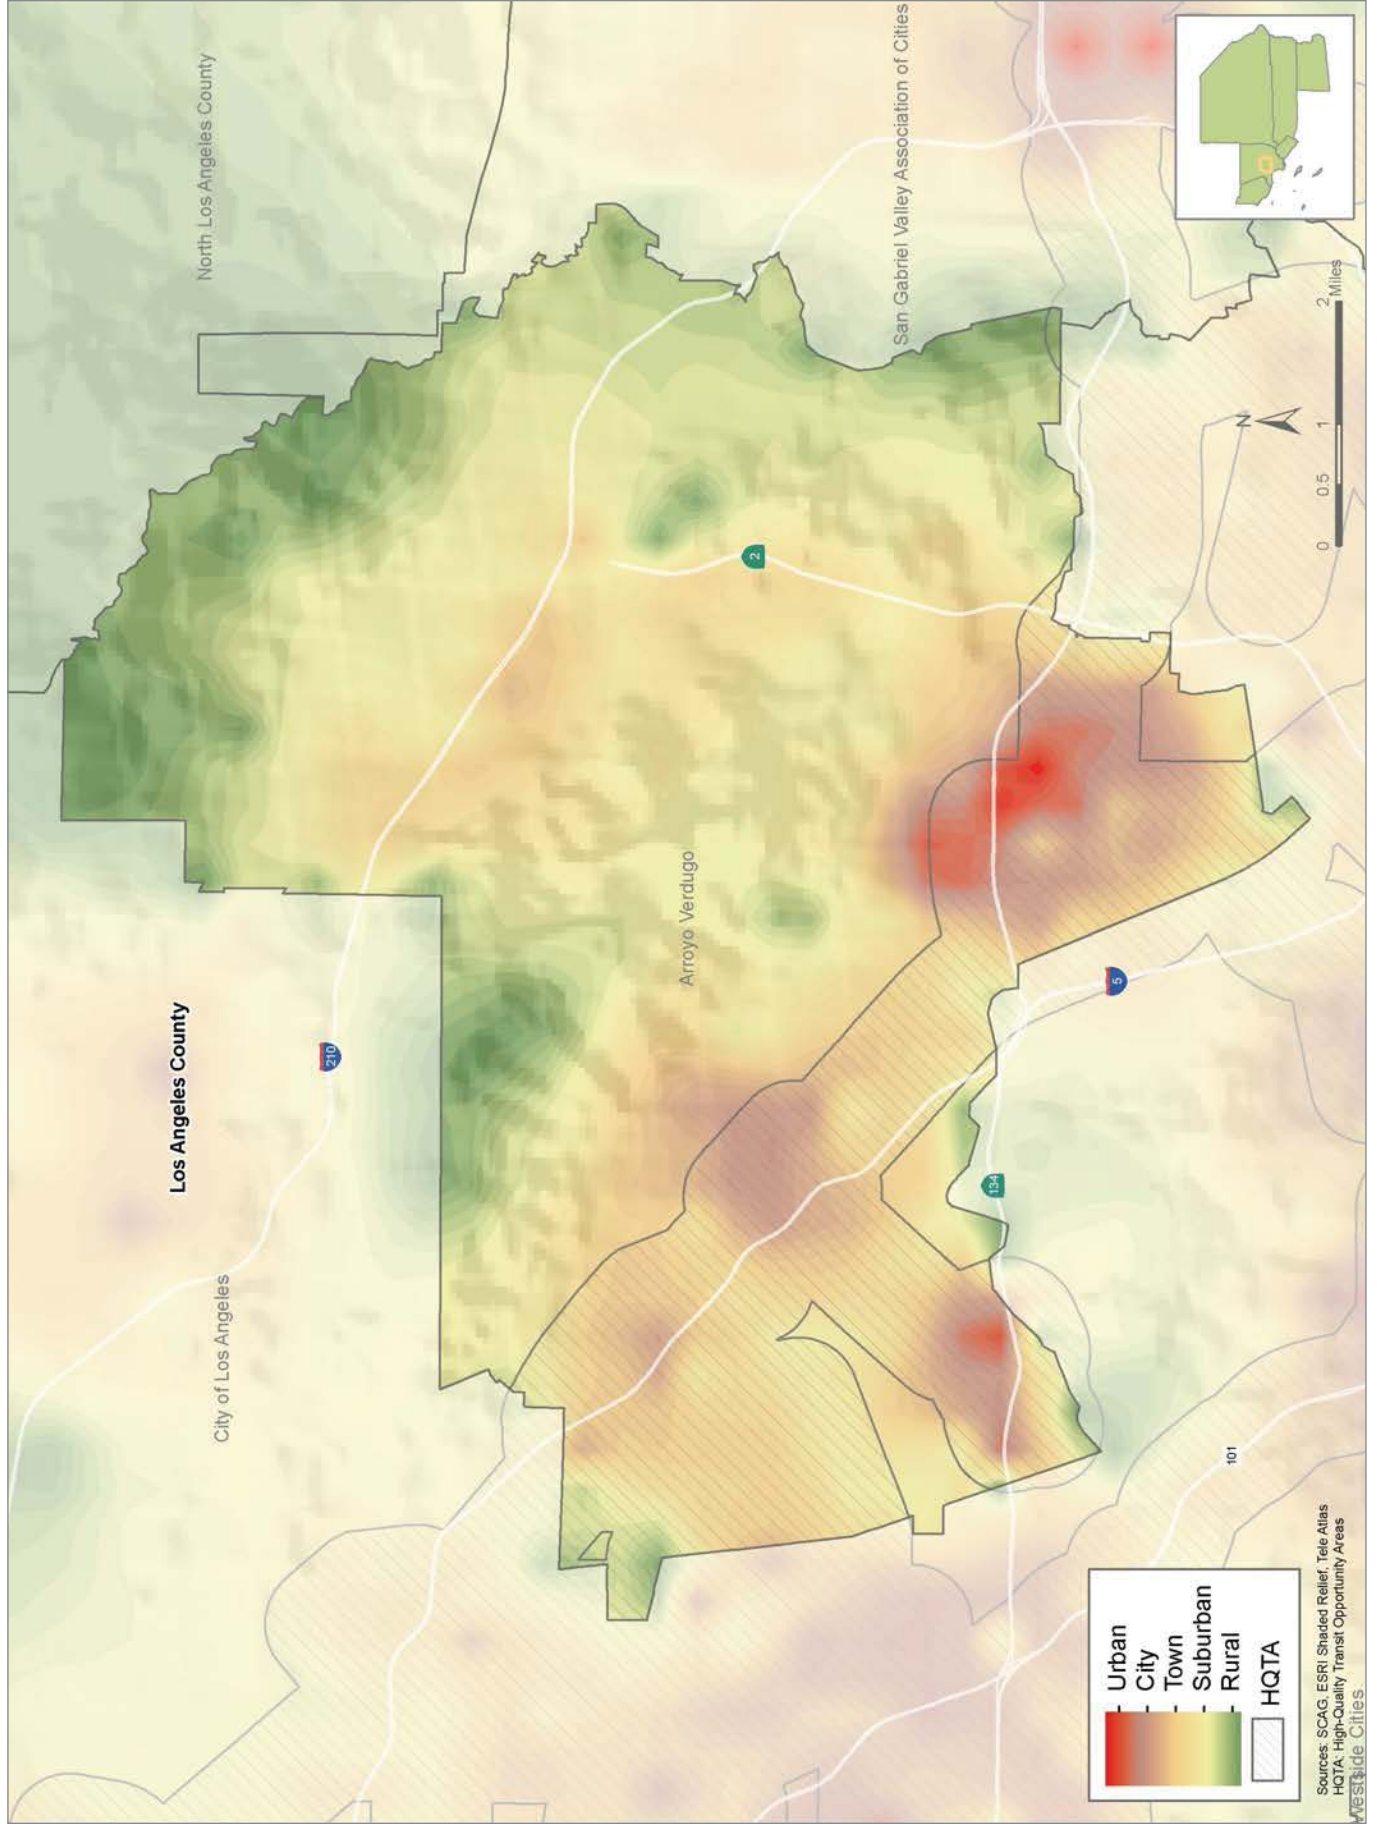 North Los Angeles County
San Gabriel Valley Association of Cities
Los Angeles County
City of Los Angeles
Arroyo Verdugo
210
2
5
134
101
N
0 0.5 1 2
Miles
Urban
City
Town
Suburban
Rural
HQTA
Sources: SCAG, ESRI Shaded Relief, Tele Atlas
HQTA: High-Quality Transit Opportunity Areas
Westside Cities